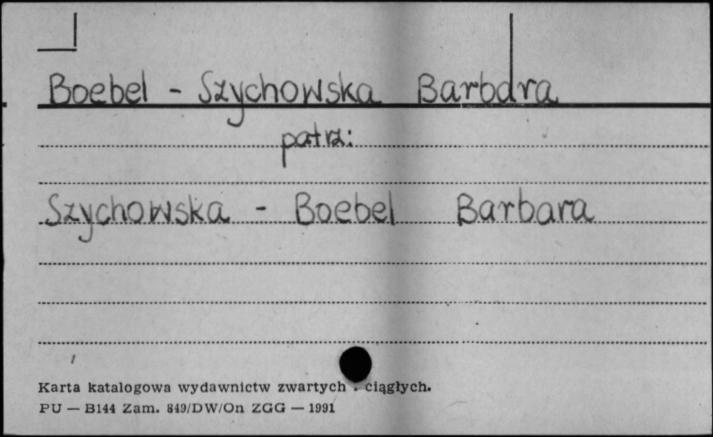 Boebel - Szychowska Barbara
patrz:
Szychowska - Boebel Barbara
Karta katalogowa wydawnictw zwartych . ciągłych.
PU — B144 Zam. 849/DW/On ZGG — 1991